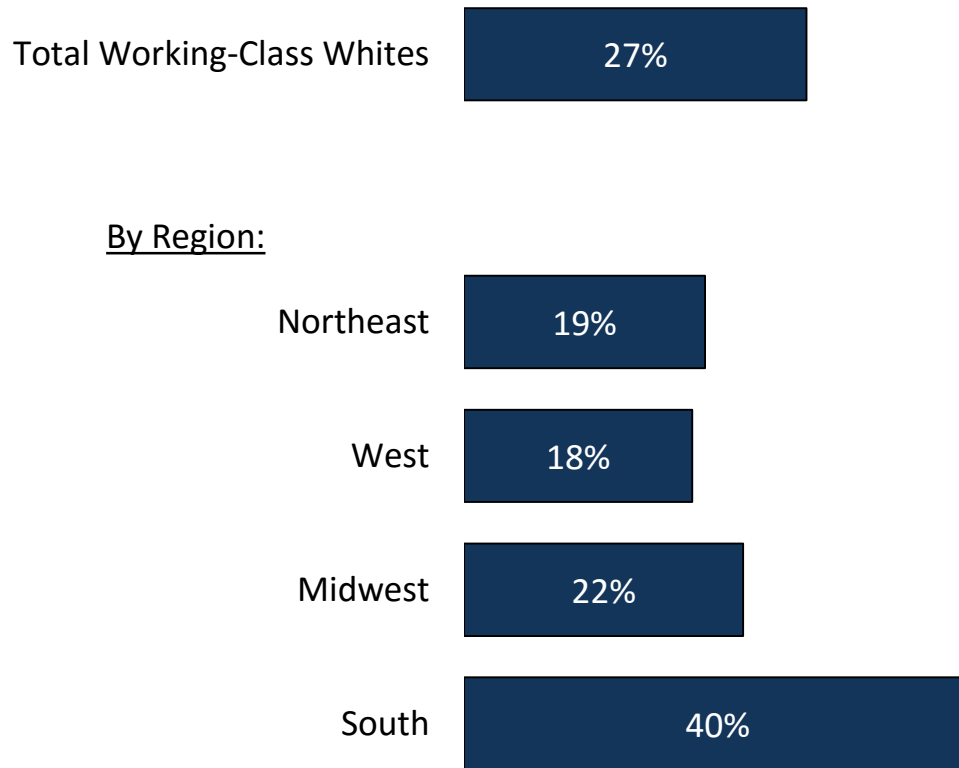 Total Working-Class Whites 27%
By Region:
Northeast 19%
West 18%
Midwest 22%
South 40%